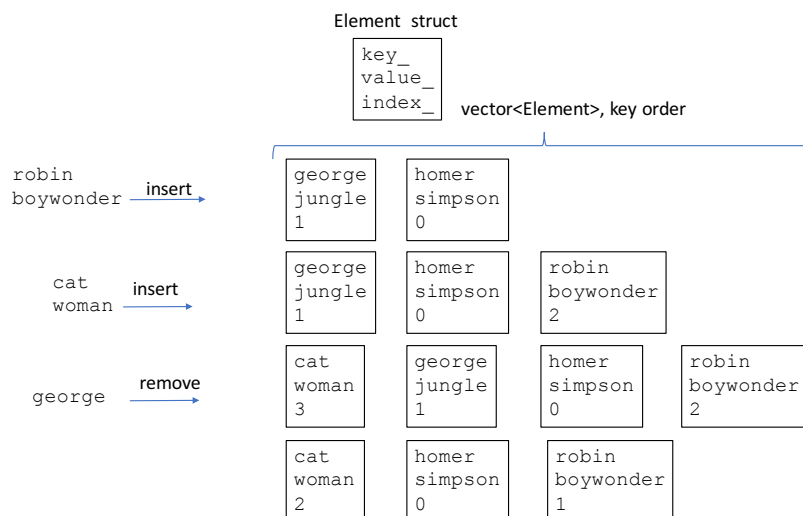 Element struct
key_
value_
index_
vector<Element>, key order
robin
boywonder
insert
george
jungle
1
homer
simpson
0
cat
woman
insert
george
jungle
1
homer
simpson
0
robin
boywonder
2
george
remove
cat
woman
3
george
jungle
1
homer
simpson
0
robin
boywonder
2
cat
woman
2
homer
simpson
0
robin
boywonder
1